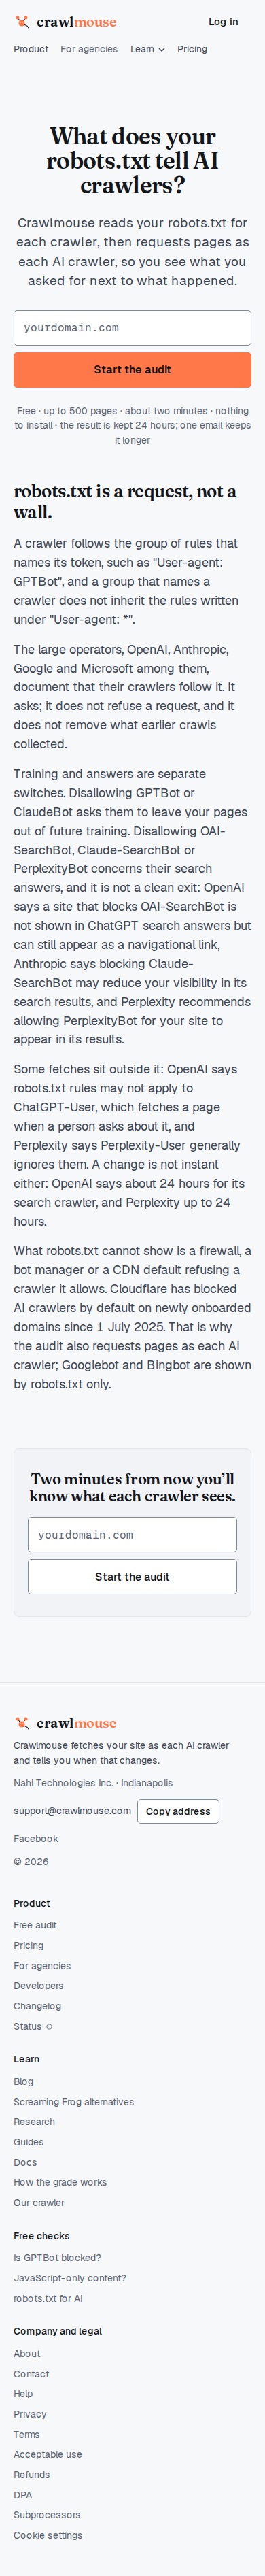 crawlmouse
Log in
Product
For agencies
Learn
Pricing
What does your
robots.txt tell AI
crawlers?
Crawlmouse reads your robots.txt for
each crawler, then requests pages as
each AI crawler, so you see what you
asked for next to what happened.
yourdomain.com
Start the audit
Free · up to 500 pages · about two minutes · nothing
to install · the result is kept 24 hours; one email keeps
it longer
robots.txt is a request, not a
wall.
A crawler follows the group of rules that
names its token, such as "User-agent:
GPTBot", and a group that names a
crawler does not inherit the rules written
under "User-agent: *".
The large operators, OpenAI, Anthropic,
Google and Microsoft among them,
document that their crawlers follow it. It
asks; it does not refuse a request, and it
does not remove what earlier crawls
collected.
Training and answers are separate
switches. Disallowing GPTBot or
ClaudeBot asks them to leave your pages
out of future training. Disallowing OAI-
SearchBot, Claude-SearchBot or
PerplexityBot concerns their search
answers, and it is not a clean exit: OpenAI
says a site that blocks OAI-SearchBot is
not shown in ChatGPT search answers but
can still appear as a navigational link,
Anthropic says blocking Claude-
SearchBot may reduce your visibility in its
search results, and Perplexity recommends
allowing PerplexityBot for your site to
appear in its results.
Some fetches sit outside it: OpenAI says
robots.txt rules may not apply to
ChatGPT-User, which fetches a page
when a person asks about it, and
Perplexity says Perplexity-User generally
ignores them. A change is not instant
either: OpenAI says about 24 hours for its
search crawler, and Perplexity up to 24
hours.
What robots.txt cannot show is a firewall, a
bot manager or a CDN default refusing a
crawler it allows. Cloudflare has blocked
AI crawlers by default on newly onboarded
domains since 1 July 2025. That is why
the audit also requests pages as each AI
crawler; Googlebot and Bingbot are shown
by robots.txt only.
Two minutes from now you'll
know what each crawler sees.
yourdomain.com
Start the audit
crawlmouse
Crawlmouse fetches your site as each AI crawler
and tells you when that changes.
Nahl Technologies Inc. · Indianapolis
support@crawlmouse.com
Copy address
Facebook
© 2026
Product
Free audit
Pricing
For agencies
Developers
Changelog
Status
Learn
Blog
Screaming Frog alternatives
Research
Guides
Docs
How the grade works
Our crawler
Free checks
Is GPTBot blocked?
JavaScript-only content?
robots.txt for AI
Company and legal
About
Contact
Help
Privacy
Terms
Acceptable use
Refunds
DPA
Subprocessors
Cookie settings